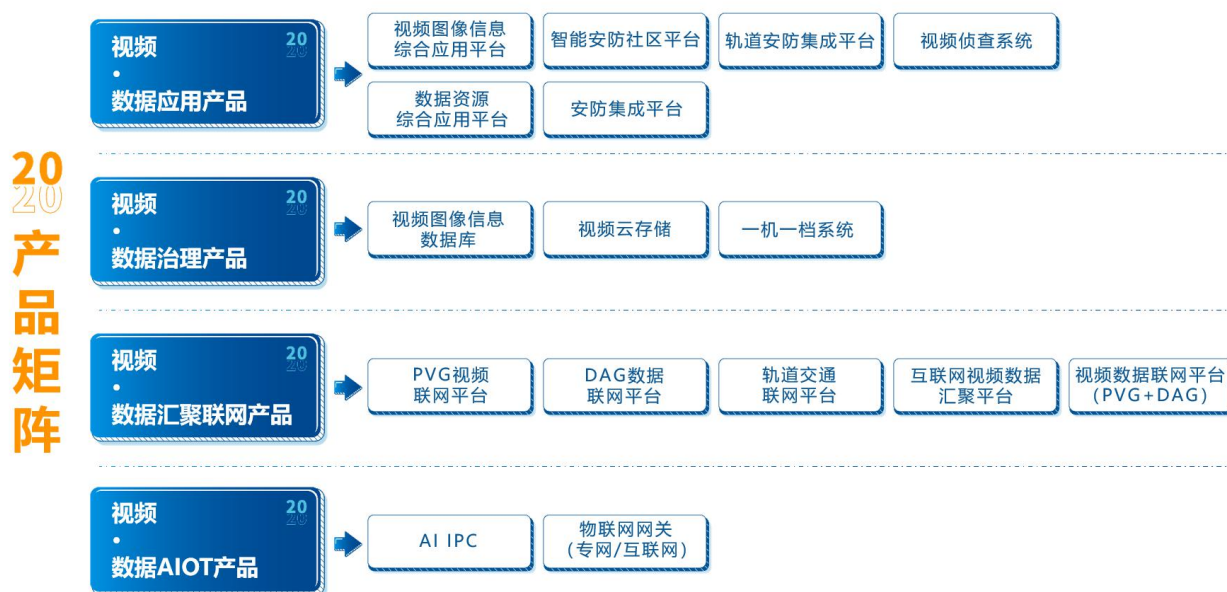 2020
产品矩阵
视频
·
数据应用产品
2020
视频图像信息
综合应用平台
智能安防社区平台
轨道安防集成平台
视频侦查系统
数据资源
综合应用平台
安防集成平台
视频
·
数据治理产品
2020
视频图像信息
数据库
视频云存储
一机一档系统
视频
·
数据汇聚联网产品
2020
PVG视频
联网平台
DAG数据
联网平台
轨道交通
联网平台
互联网视频数据
汇聚平台
视频数据联网平台
(PVG+DAG)
视频
·
数据AIOT产品
2020
AI IPC
物联网网关
(专网/互联网)